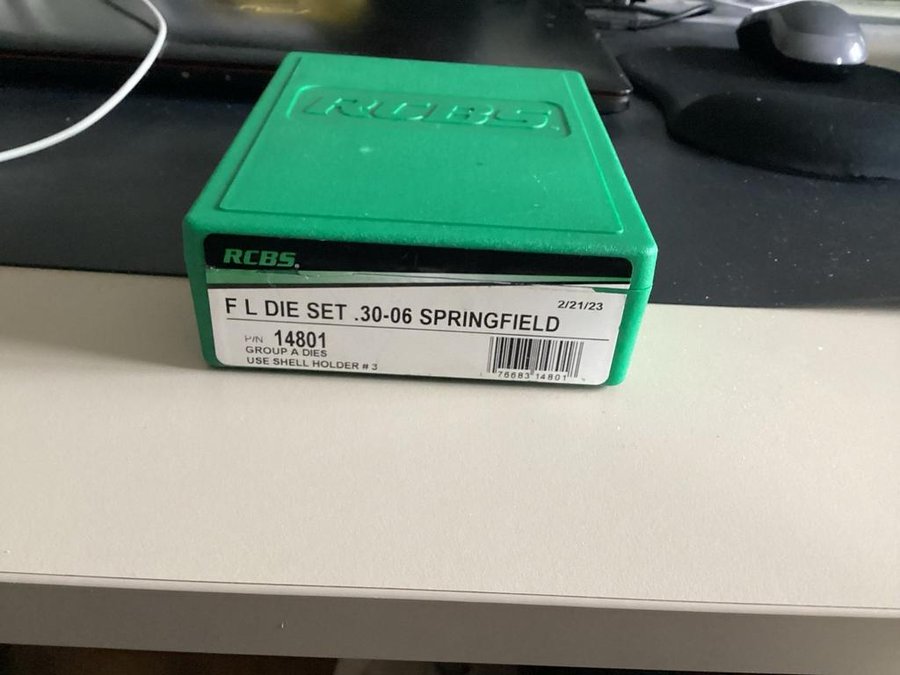 RCBS
RCBS.
F L DIE SET .30-06 SPRINGFIELD
2/21/23
P/N 14801
GROUP A DIES
USE SHELL HOLDER # 3
76683 14801